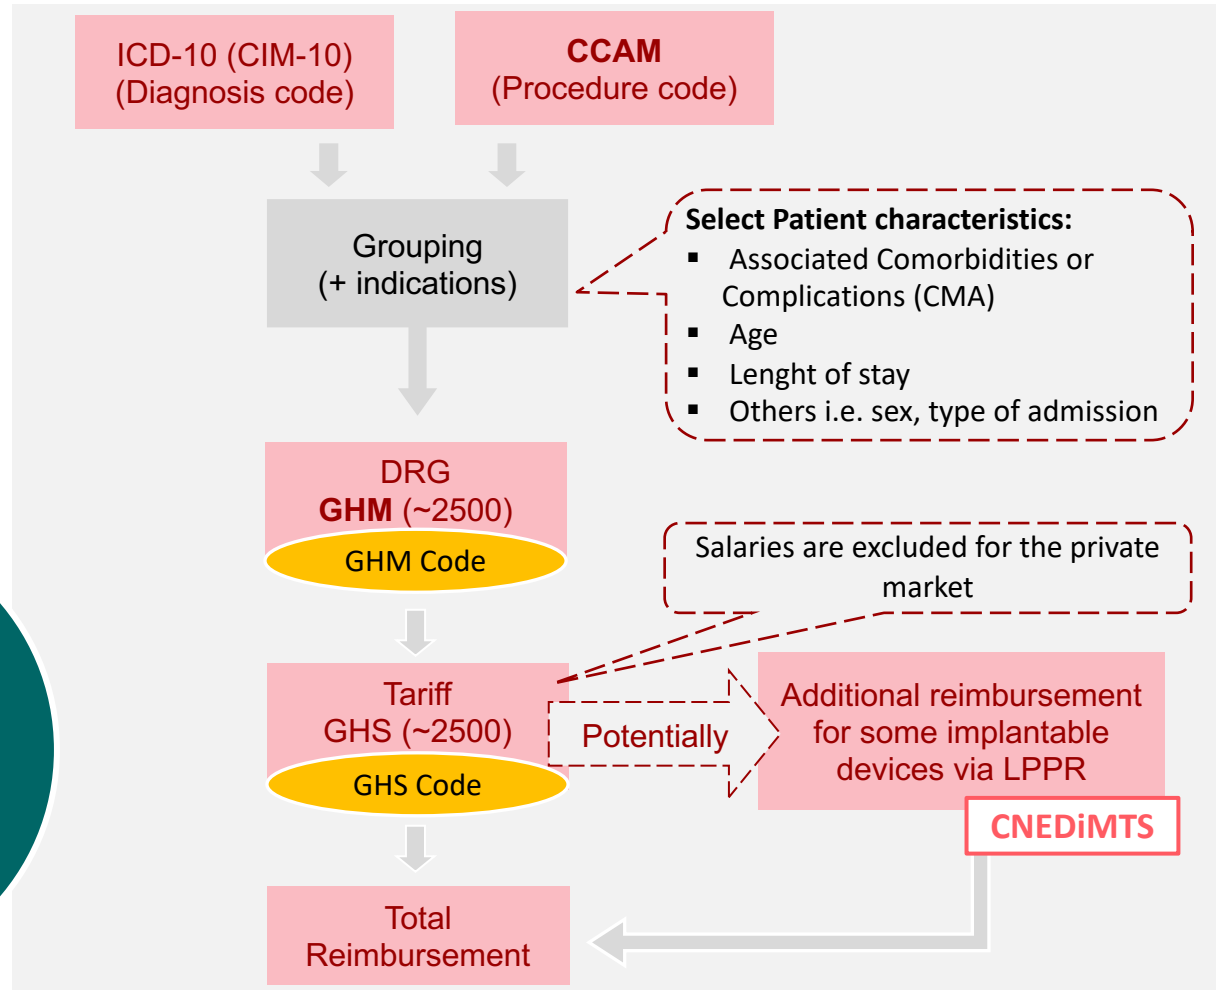 ICD-10 (CIM-10)
(Diagnosis code)
CCAM
(Procedure code)
Grouping
(+ indications)
Select Patient characteristics:
▪ Associated Comorbidities or
Complications (CMA)
▪ Age
▪ Lenght of stay
▪ Others i.e. sex, type of admission
DRG
GHM (~2500)
GHM Code
Salaries are excluded for the private
market
Tariff
GHS (~2500)
GHS Code
Potentially
Additional reimbursement
for some implantable
devices via LPPR
CNEDiMTS
Total
Reimbursement